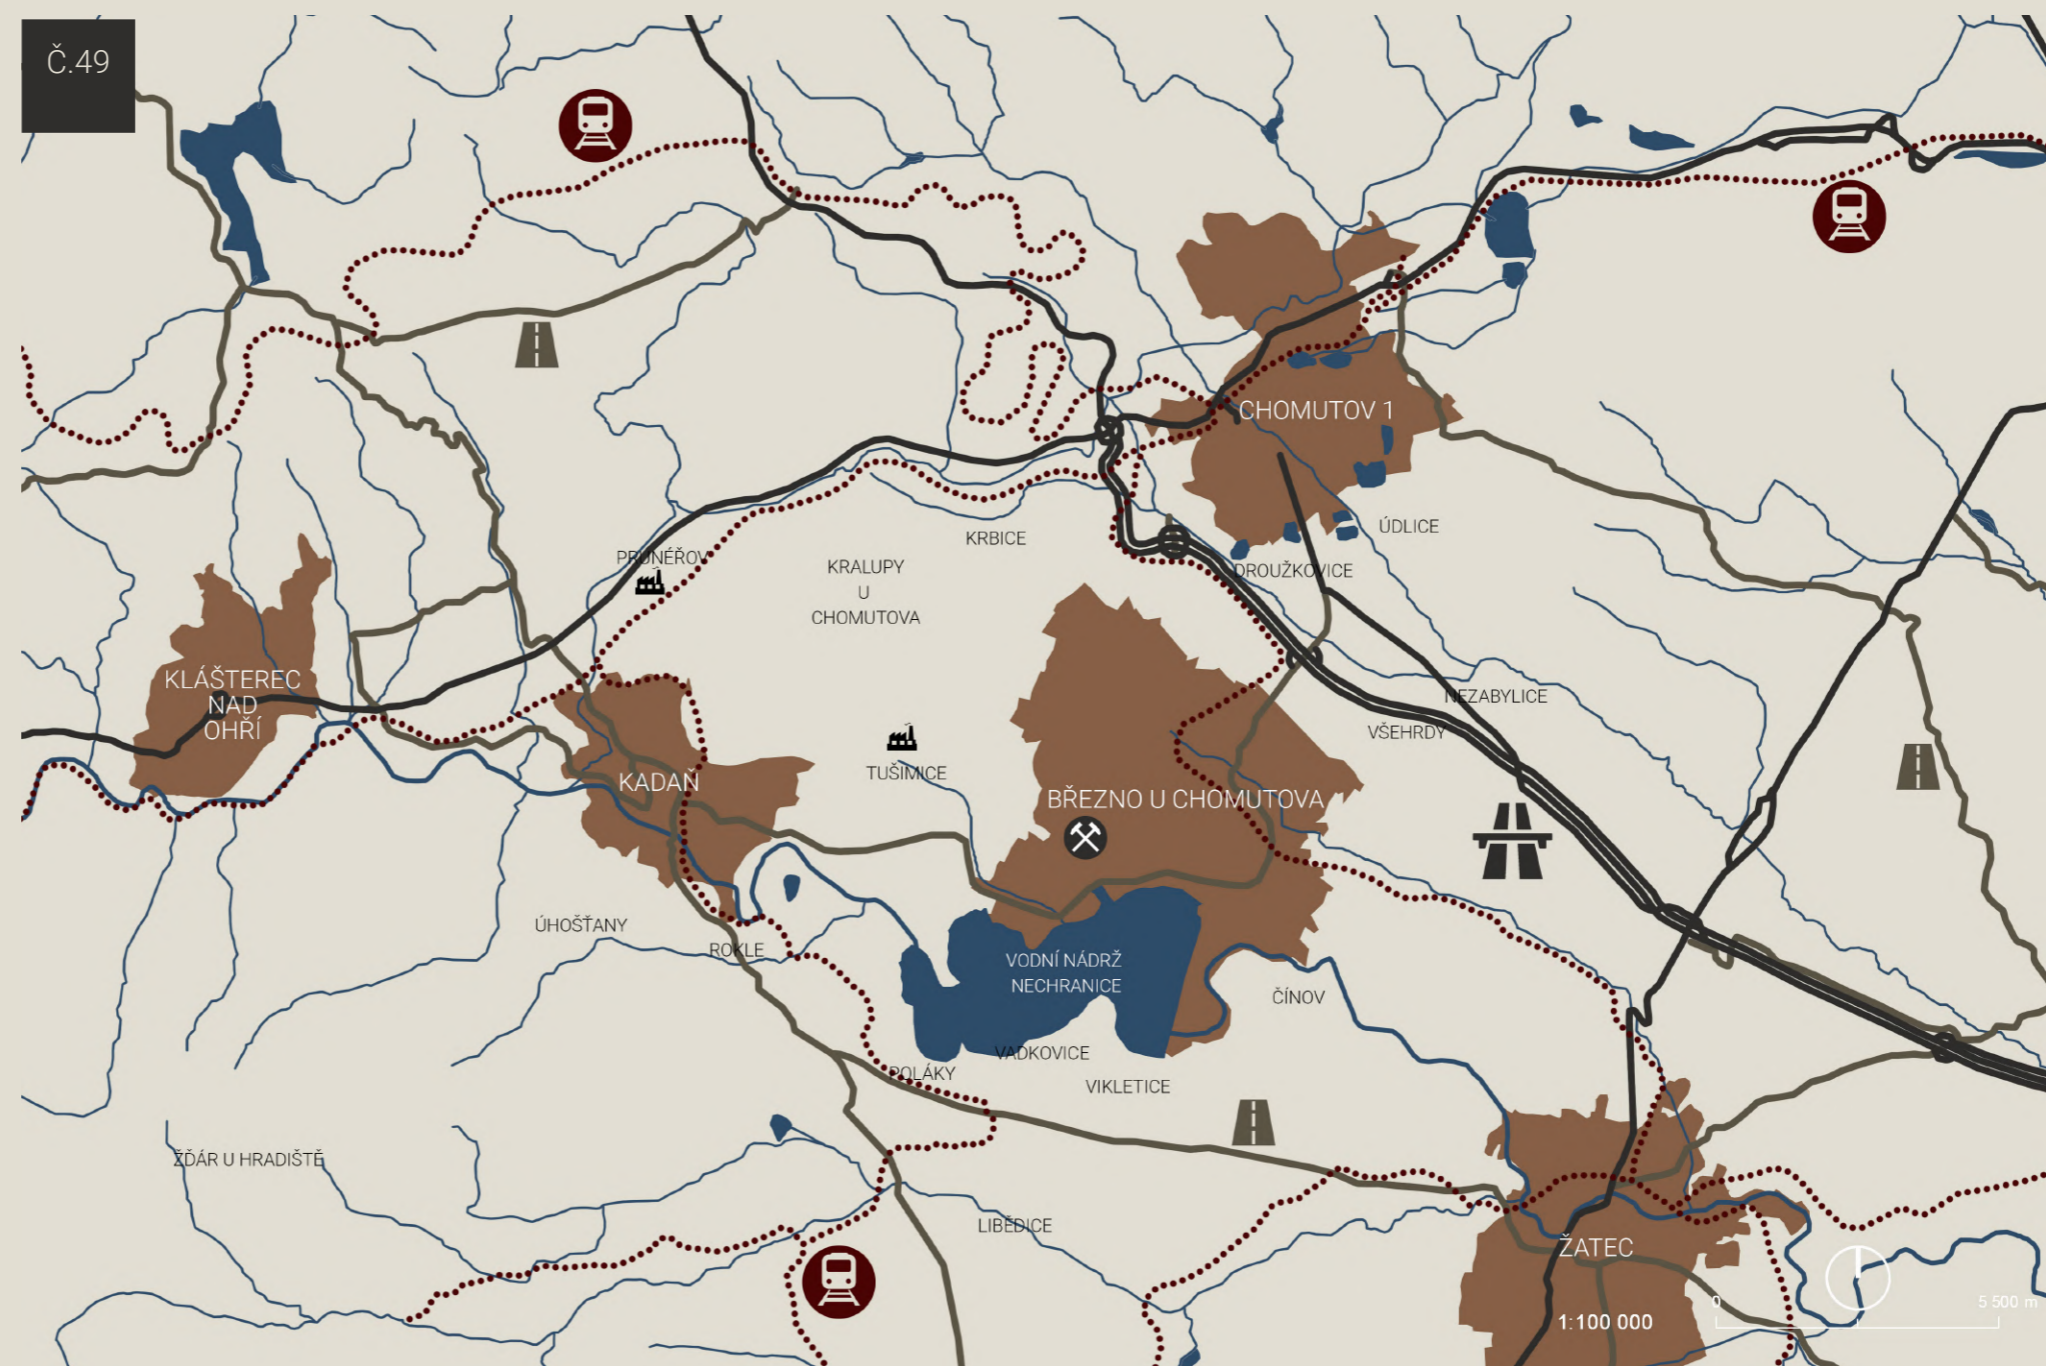 Č.49
CHOMUTOV 1
ÚDLICE
KRBICE
PRUNÉŘOV
KRALUPY
U
CHOMUTOVA
DROUŽKOVICE
KLÁŠTEREC
NAD
OHŘÍ
NEZABYLICE
VŠEHRDY
KADAŇ
TUŠIMICE
BŘEZNO U CHOMUTOVA
ÚHOŠŤANY
ROKLE
VODNÍ NÁDRŽ
NECHRANICE
ČÍNOV
VADKOVICE
POLÁKY
VIKLETICE
ŽĎÁR U HRADIŠTĚ
LIBĚDICE
ŽATEC
0
5 500 m
1:100 000